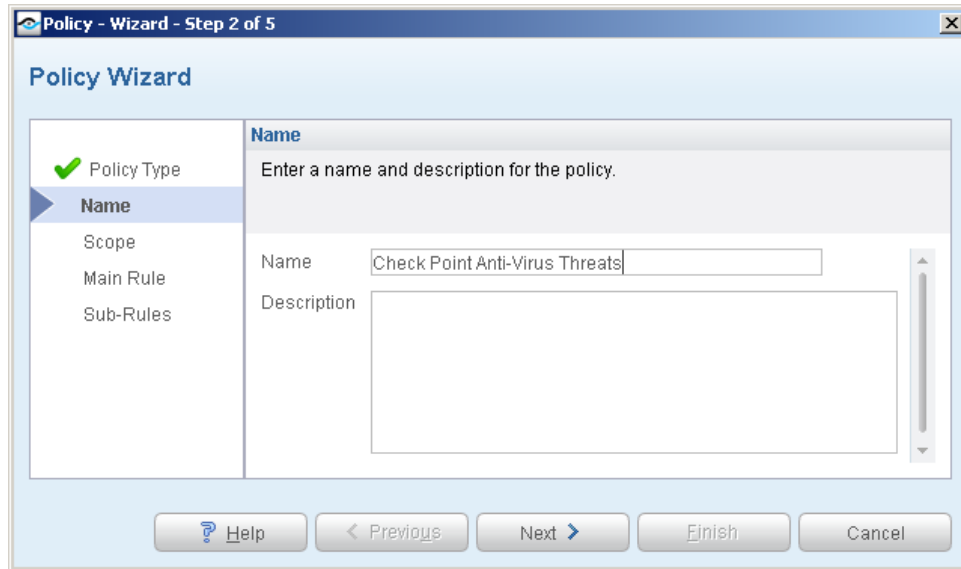 Policy - Wizard - Step 2 of 5
Policy Wizard
Policy Type
Name
Scope
Main Rule
Sub-Rules
Name
Enter a name and description for the policy.
Name
Check Point Anti-Virus Threats
Description
Help
Previous
Next
Finish
Cancel